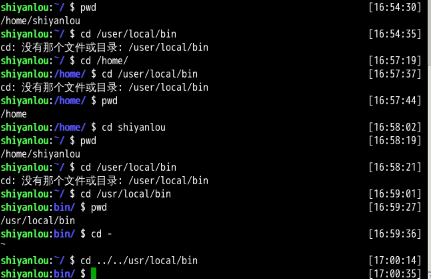 shiyanlou:~/ $ pwd [16:54:30]
/home/shiyanlou
shiyanlou:~/ $ cd /user/local/bin [16:54:35]
cd: 没有那个文件或目录: /user/local/bin
shiyanlou:~/ $ cd /home/ [16:57:19]
shiyanlou:/home/ $ cd /user/local/bin [16:57:37]
cd: 没有那个文件或目录: /user/local/bin
shiyanlou:/home/ $ pwd [16:57:44]
/home
shiyanlou:/home/ $ cd shiyanlou [16:58:02]
shiyanlou:~/ $ pwd [16:58:19]
/home/shiyanlou
shiyanlou:~/ $ cd /user/local/bin [16:58:21]
cd: 没有那个文件或目录: /user/local/bin
shiyanlou:~/ $ cd /usr/local/bin [16:59:01]
shiyanlou:bin/ $ pwd [16:59:27]
/usr/local/bin
shiyanlou:bin/ $ cd - [16:59:36]
~
shiyanlou:~/ $ cd ../../usr/local/bin [17:00:14]
shiyanlou:bin/ $ [17:00:35]